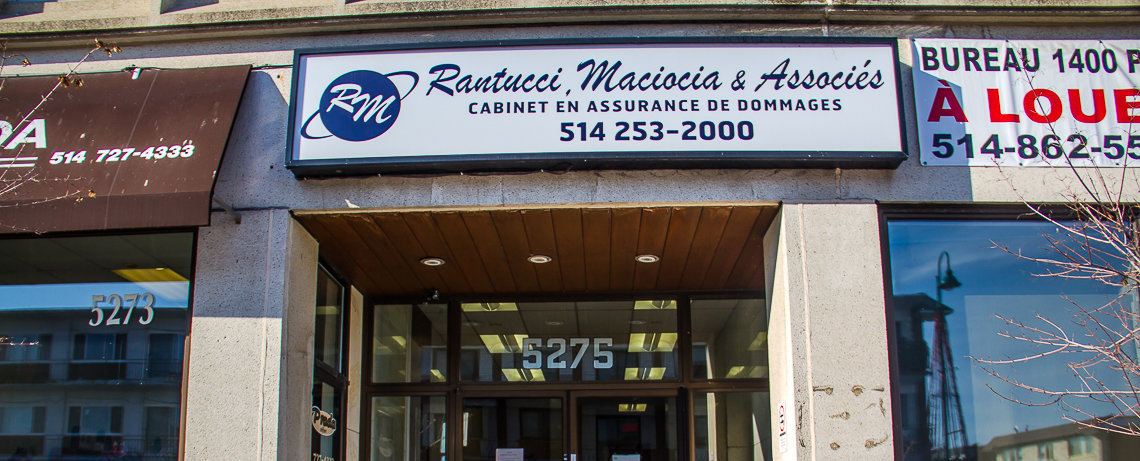 DA
514 727-4333
5273
RM
Rantucci, Maciocia & Associés
CABINET EN ASSURANCE DE DOMMAGES
514 253-2000
5275
BUREAU 1400 P
À LOUE
514-862-55